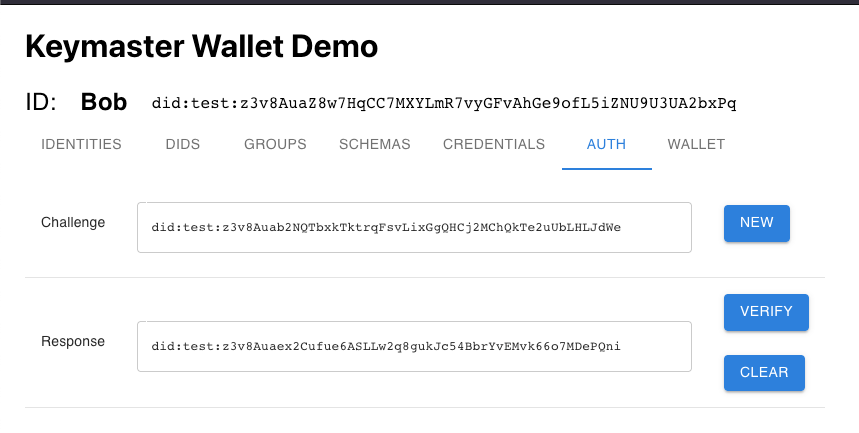 Keymaster Wallet Demo
ID: Bob did:test:z3v8AuaZ8w7HqCC7MXYLmR7vyGFvAhGe9ofL5iZNU9U3UA2bxPq
IDENTITIES DIDS GROUPS SCHEMAS CREDENTIALS AUTH WALLET
Challenge did:test:z3v8Auab2NQTbxkTktrqFsvLixGgQHCj2MChQkTe2uUbLHLJdWe NEW
VERIFY
Response did:test:z3v8Auaex2Cufue6ASLLw2q8gukJc54BbrYvEMvk66o7MDePQni
CLEAR